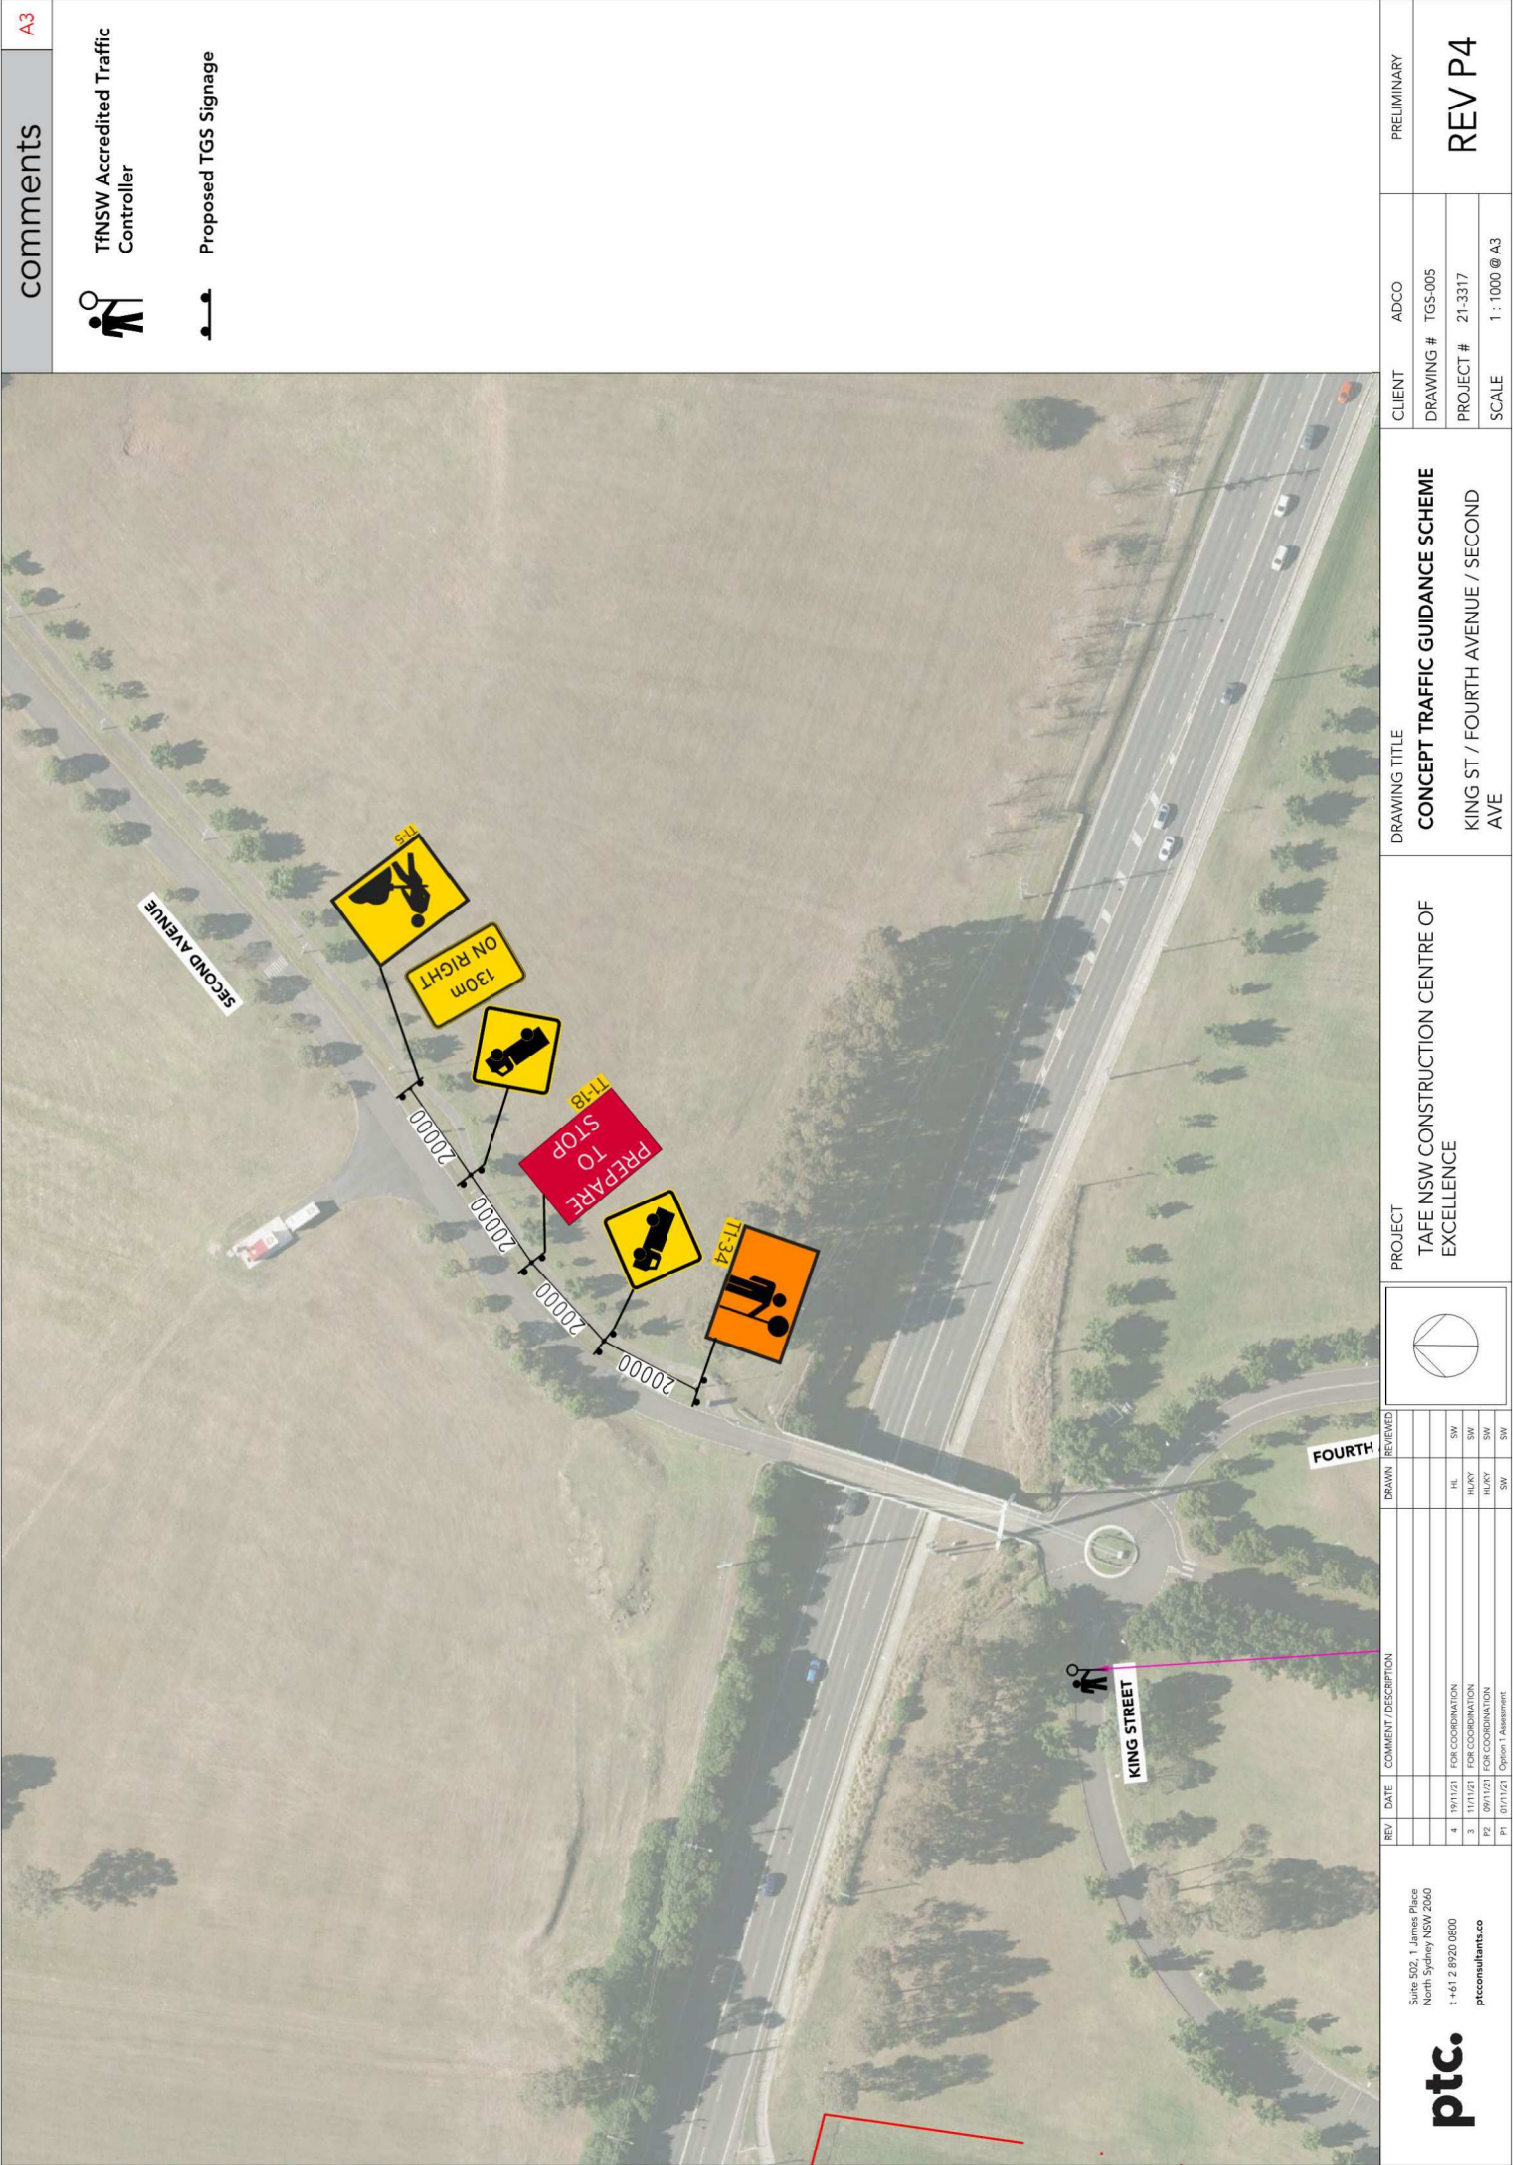 comments
A3
TfNSW Accredited Traffic
Controller
Proposed TGS Signage
SECOND AVENUE
T1-5
130m
ON RIGHT
T1-18
PREPARE
TO
STOP
T1-34
20000
20000
20000
20000
KING STREET
FOURTH
ptc.
Suite 502, 1 James Place
North Sydney NSW 2060
t +61 2 8920 0800
ptcconsultants.co
REV DATE COMMENT / DESCRIPTION DRAWN REVIEWED
4 19/11/21 FOR COORDINATION HL SW
3 11/11/21 FOR COORDINATION HL/KY SW
P2 09/11/21 FOR COORDINATION HL/KY SW
P1 01/11/21 Option 1 Assessment SW SW
PROJECT
TAFE NSW CONSTRUCTION CENTRE OF
EXCELLENCE
DRAWING TITLE
CONCEPT TRAFFIC GUIDANCE SCHEME
KING ST / FOURTH AVENUE / SECOND
AVE
CLIENT ADCO
DRAWING # TGS-005
PROJECT # 21-3317
SCALE 1 : 1000 @ A3
PRELIMINARY
REV P4